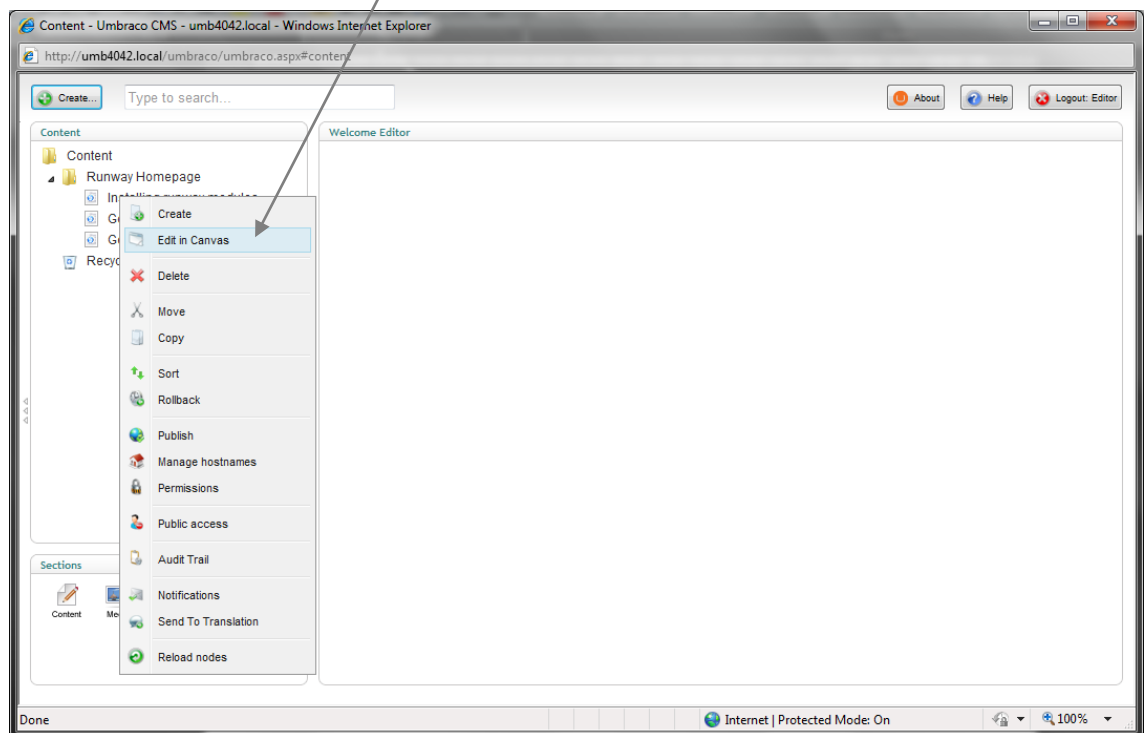 Content - Umbraco CMS - umb4042.local - Windows Internet Explorer
http://umb4042.local/umbraco/umbraco.aspx#content
Create...
Type to search...
About
Help
Logout: Editor
Content
Welcome Editor
Content
Runway Homepage
Installing runway modules
Create
Edit in Canvas
Delete
Move
Copy
Sort
Rollback
Publish
Manage hostnames
Permissions
Public access
Audit Trail
Notifications
Send To Translation
Reload nodes
Sections
Content
Done
Internet | Protected Mode: On
100%